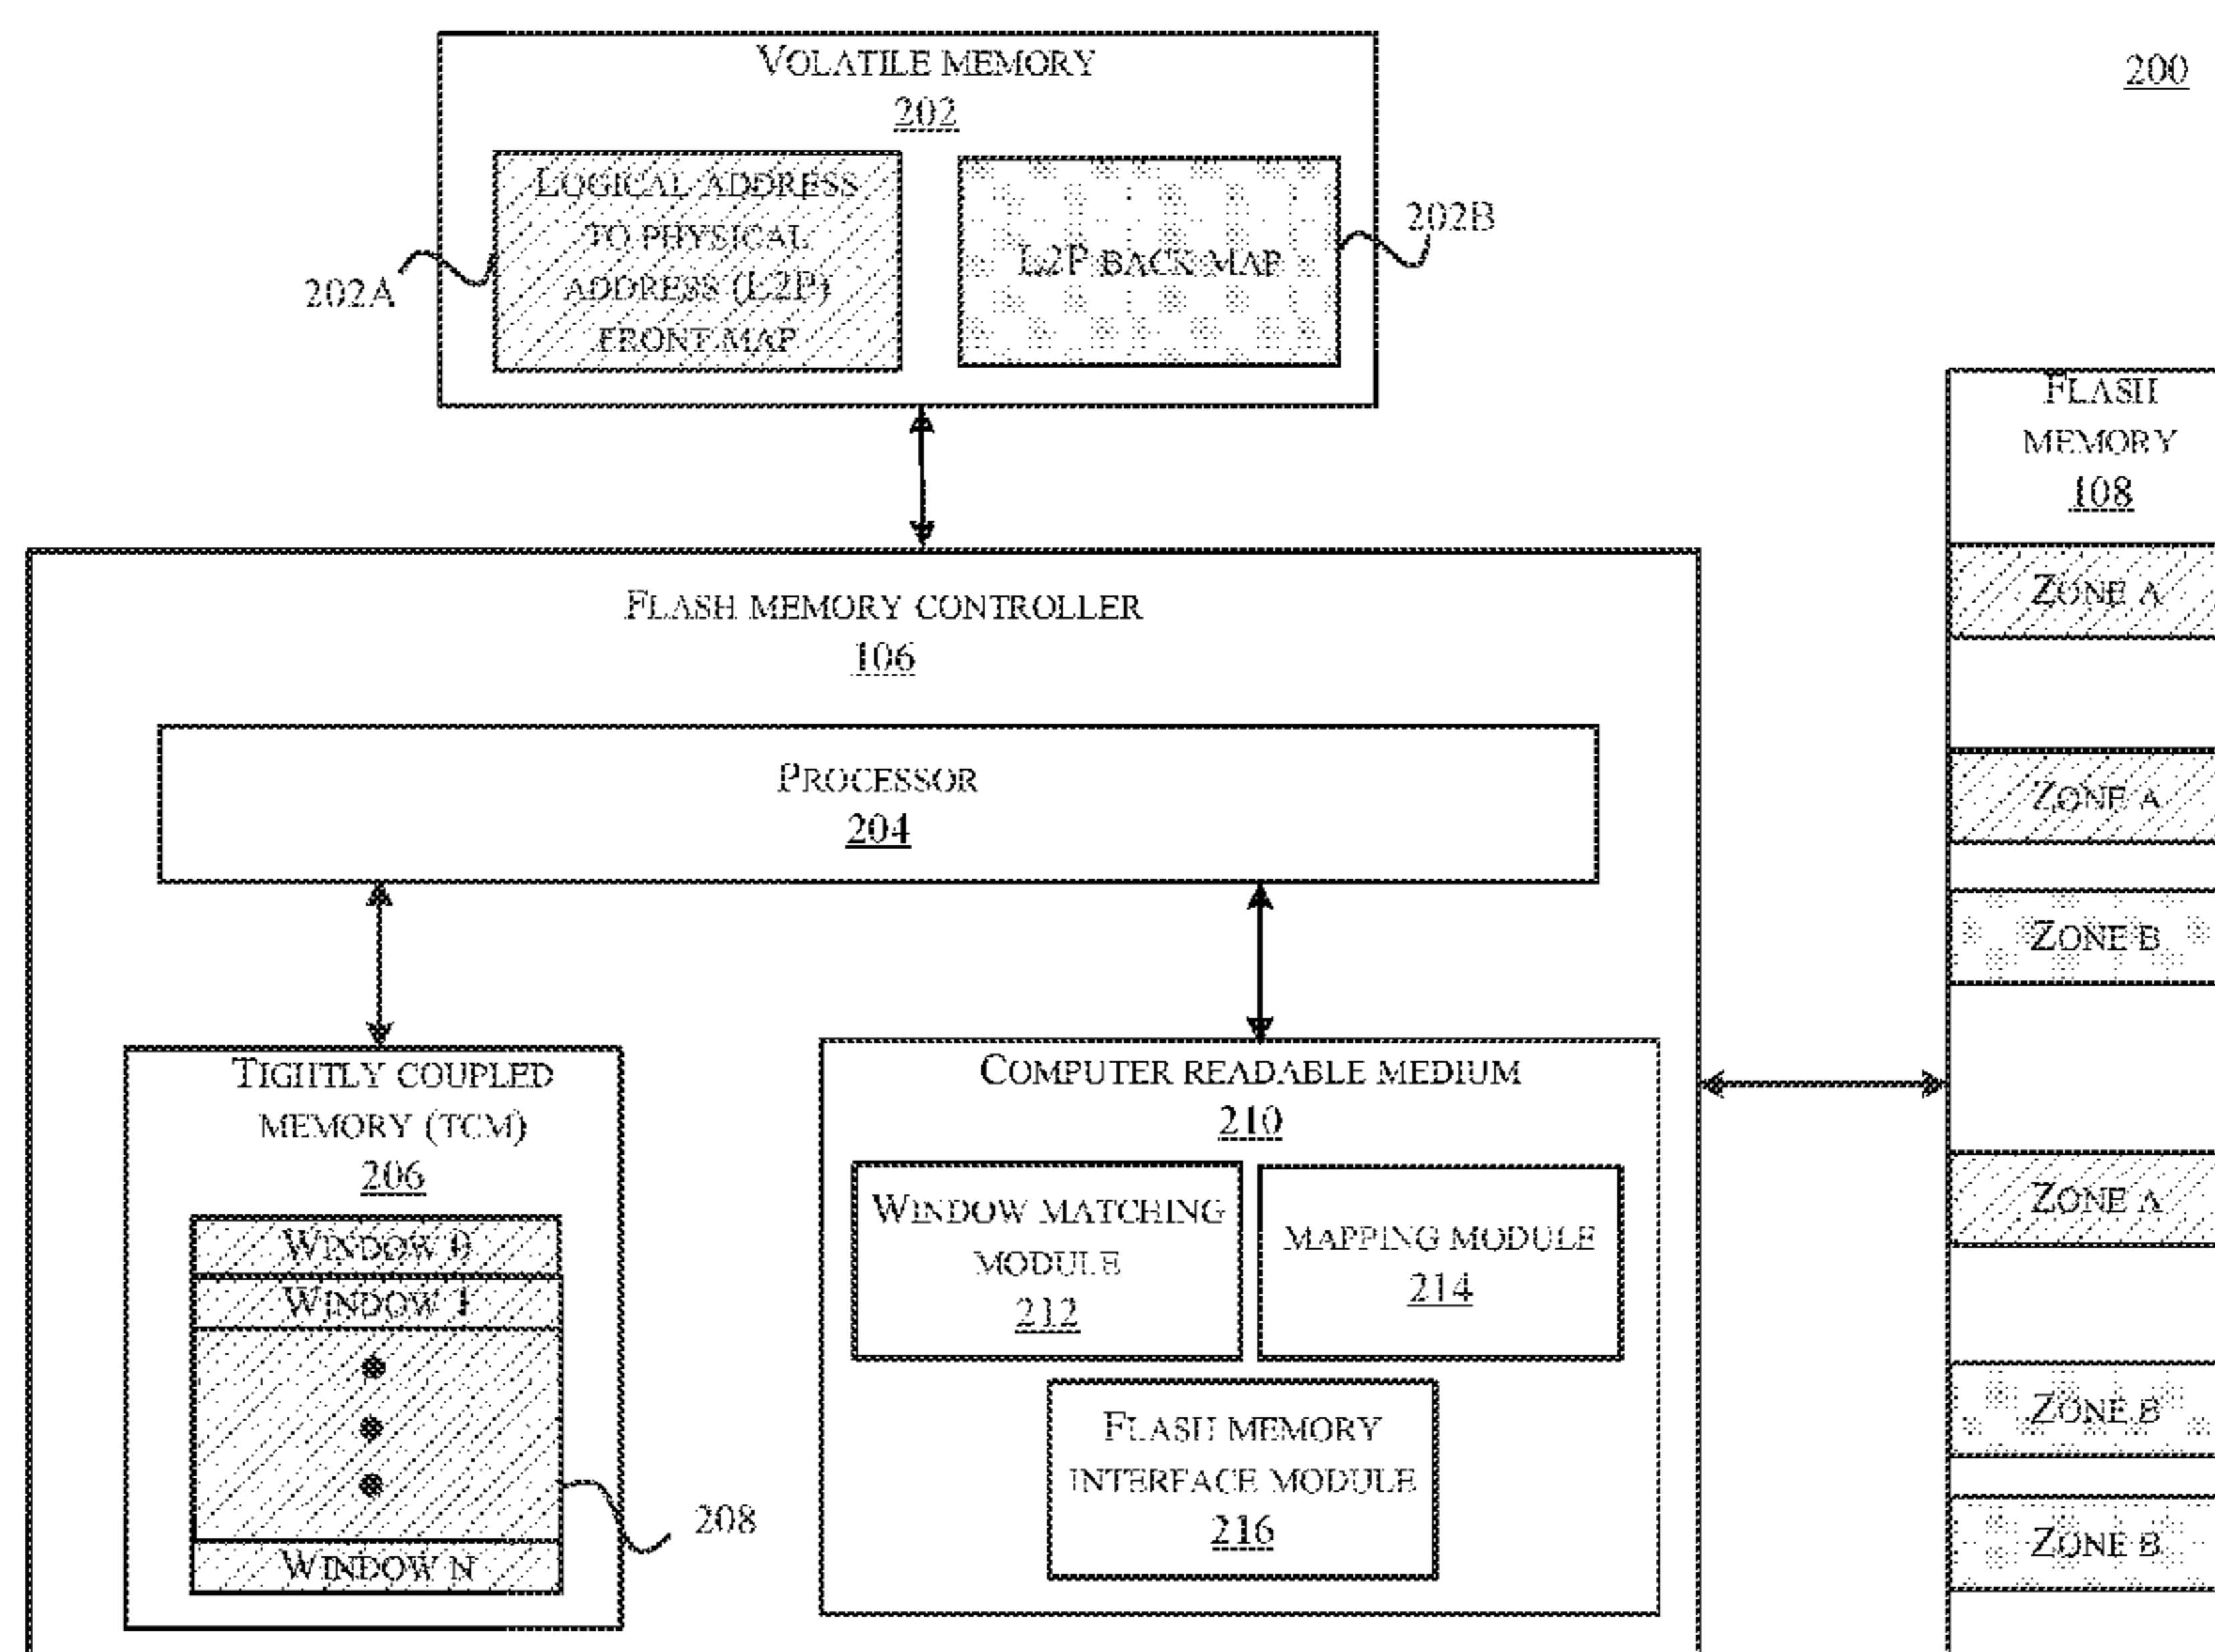 200
VOLATILE MEMORY
202
LOGICAL ADDRESS
TO PHYSICAL
ADDRESS (L2P)
FRONT MAP
202A
L2P BACK MAP
202B
FLASH MEMORY CONTROLLER
106
PROCESSOR
204
TIGHTLY COUPLED
MEMORY (TCM)
206
WINDOW 0
WINDOW 1
WINDOW N
208
COMPUTER READABLE MEDIUM
210
WINDOW MATCHING
MODULE
212
MAPPING MODULE
214
FLASH MEMORY
INTERFACE MODULE
216
FLASH
MEMORY
108
ZONE A
ZONE A
ZONE B
ZONE A
ZONE B
ZONE B